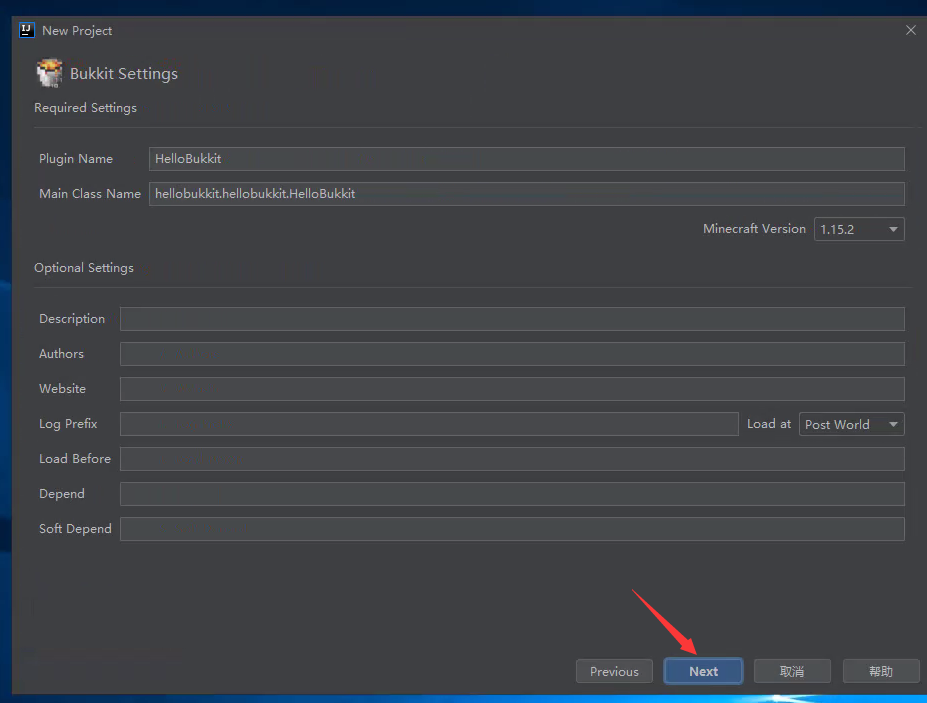 New Project
Bukkit Settings
Required Settings
Plugin Name HelloBukkit
Main Class Name hellobukkit.hellobukkit.HelloBukkit
Minecraft Version 1.15.2
Optional Settings
Description
Authors
Website
Log Prefix Load at Post World
Load Before
Depend
Soft Depend
Previous Next 取消 帮助